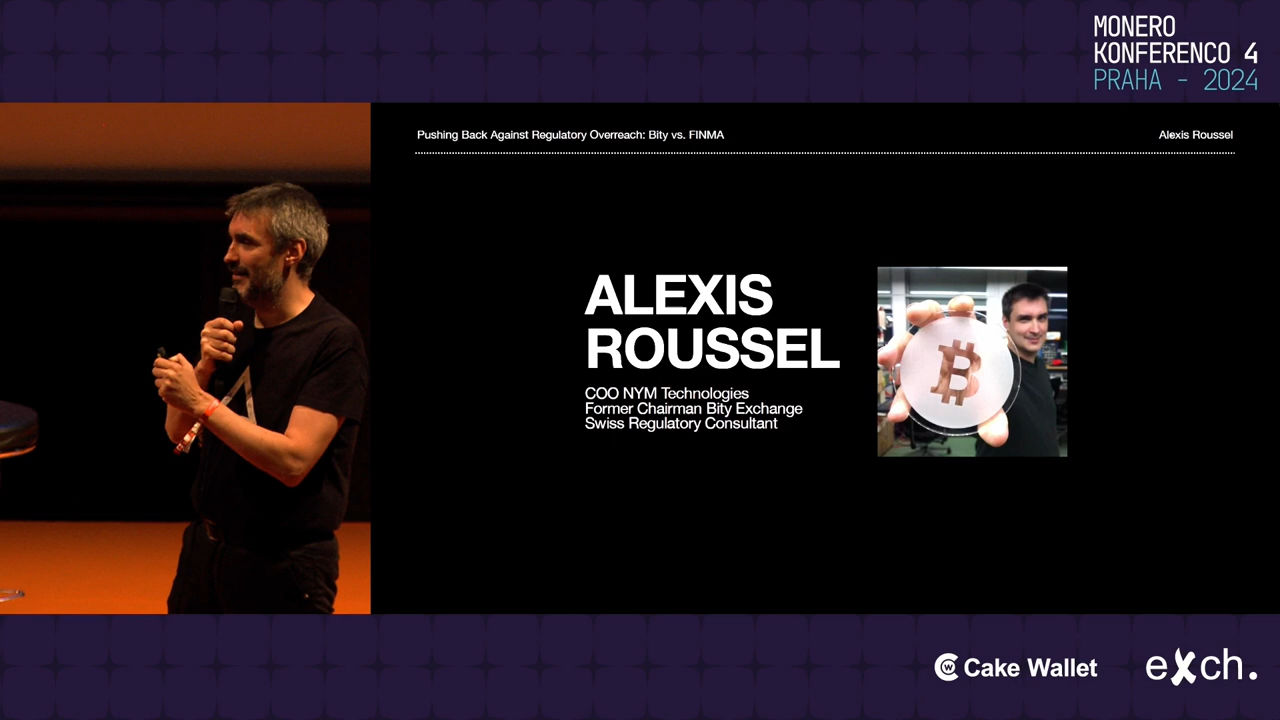 MONERO
KONFERENCO 4
PRAHA - 2024
Pushing Back Against Regulatory Overreach: Bity vs. FINMA
Alexis Roussel
ALEXIS
ROUSSEL
COO NYM Technologies
Former Chairman Bity Exchange
Swiss Regulatory Consultant
Cake Wallet
exch.